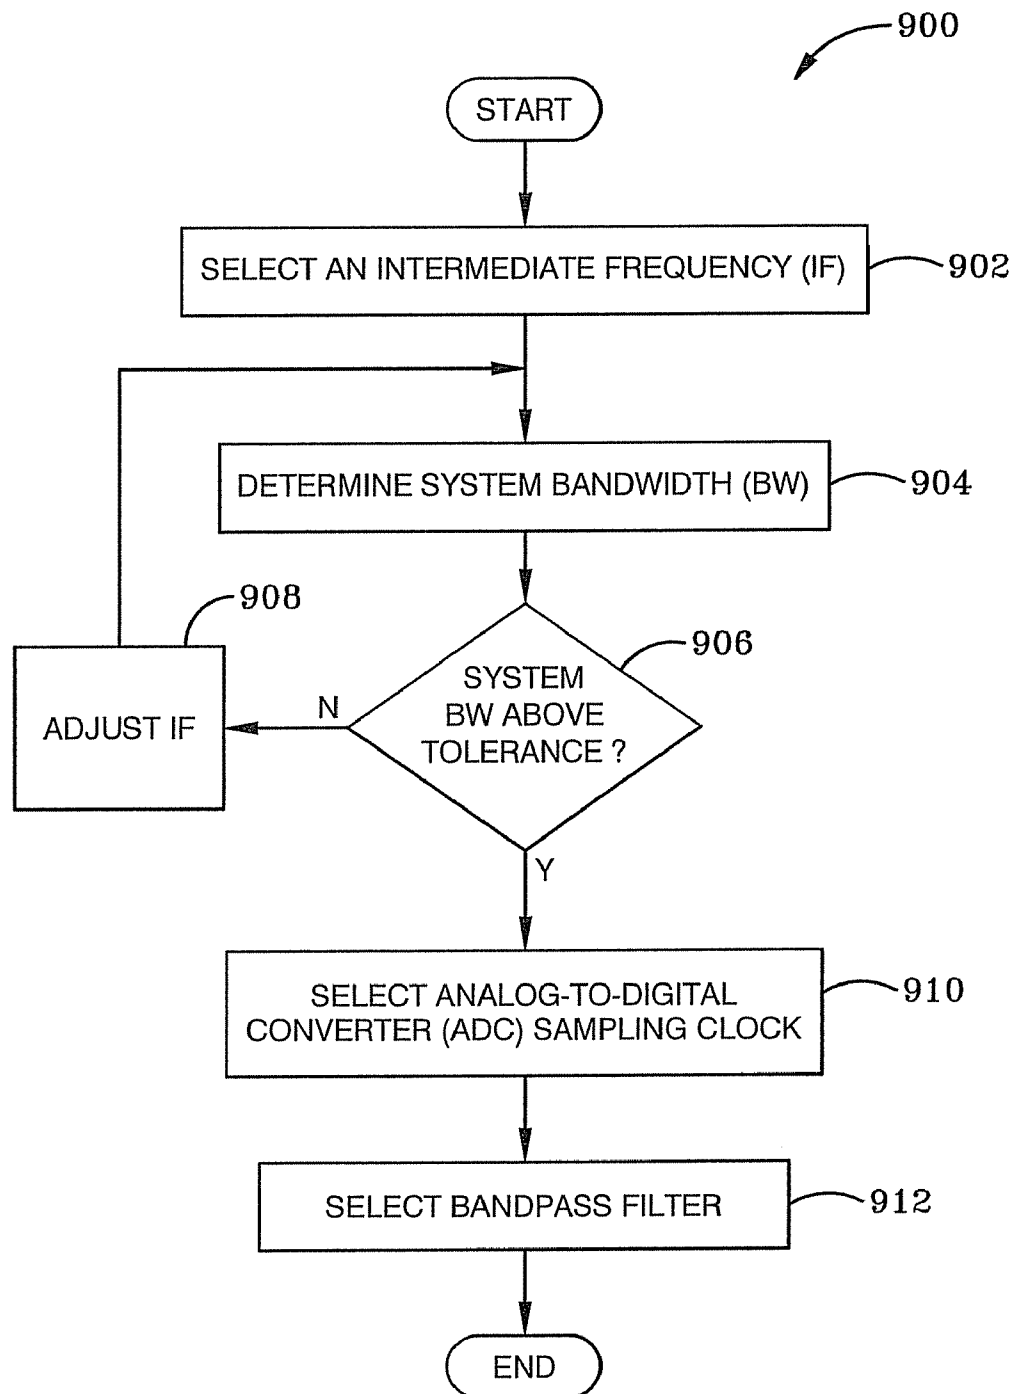 900
START
SELECT AN INTERMEDIATE FREQUENCY (IF)
902
DETERMINE SYSTEM BANDWIDTH (BW)
904
908
906
SYSTEM
BW ABOVE
TOLERANCE ?
N
ADJUST IF
Y
SELECT ANALOG-TO-DIGITAL
CONVERTER (ADC) SAMPLING CLOCK
910
SELECT BANDPASS FILTER
912
END